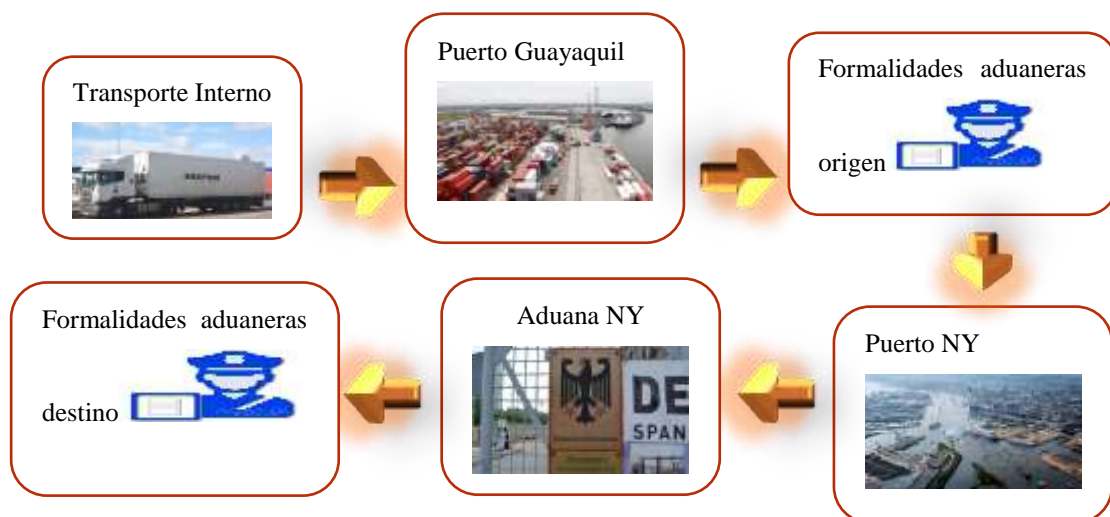 Transporte Interno
Puerto Guayaquil
Formalidades aduaneras
origen
Puerto NY
Aduana NY
DE
SPAN
Formalidades aduaneras
destino